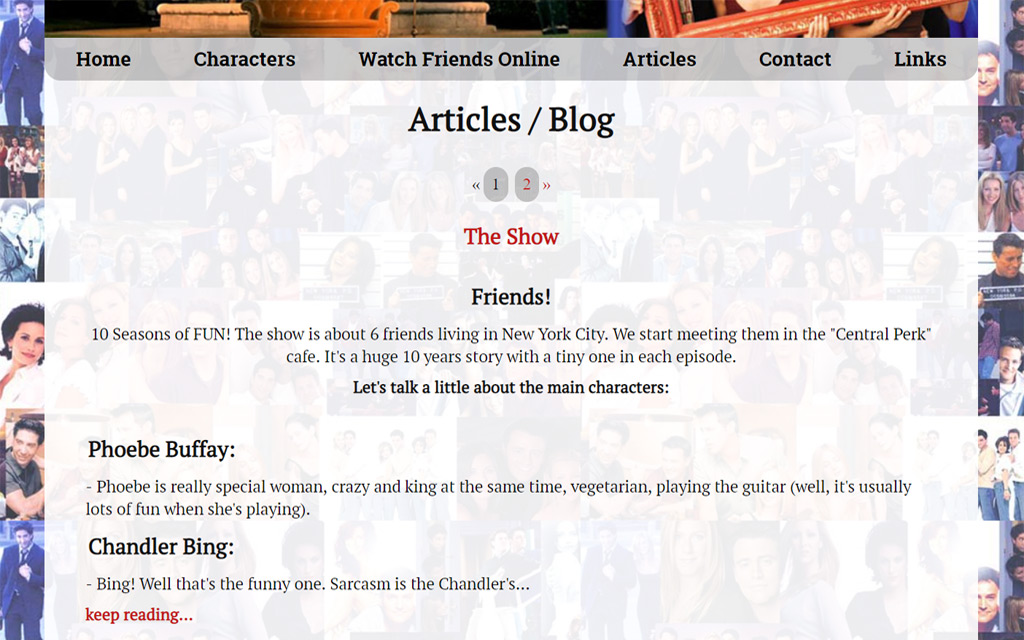 Home Characters Watch Friends Online Articles Contact Links
Articles / Blog
« 1 2 »
The Show
Friends!
10 Seasons of FUN! The show is about 6 friends living in New York City. We start meeting them in the "Central Perk"
cafe. It's a huge 10 years story with a tiny one in each episode.
Let's talk a little about the main characters:
Phoebe Buffay:
- Phoebe is really special woman, crazy and king at the same time, vegetarian, playing the guitar (well, it's usually
lots of fun when she's playing).
Chandler Bing:
- Bing! Well that's the funny one. Sarcasm is the Chandler's...
keep reading...